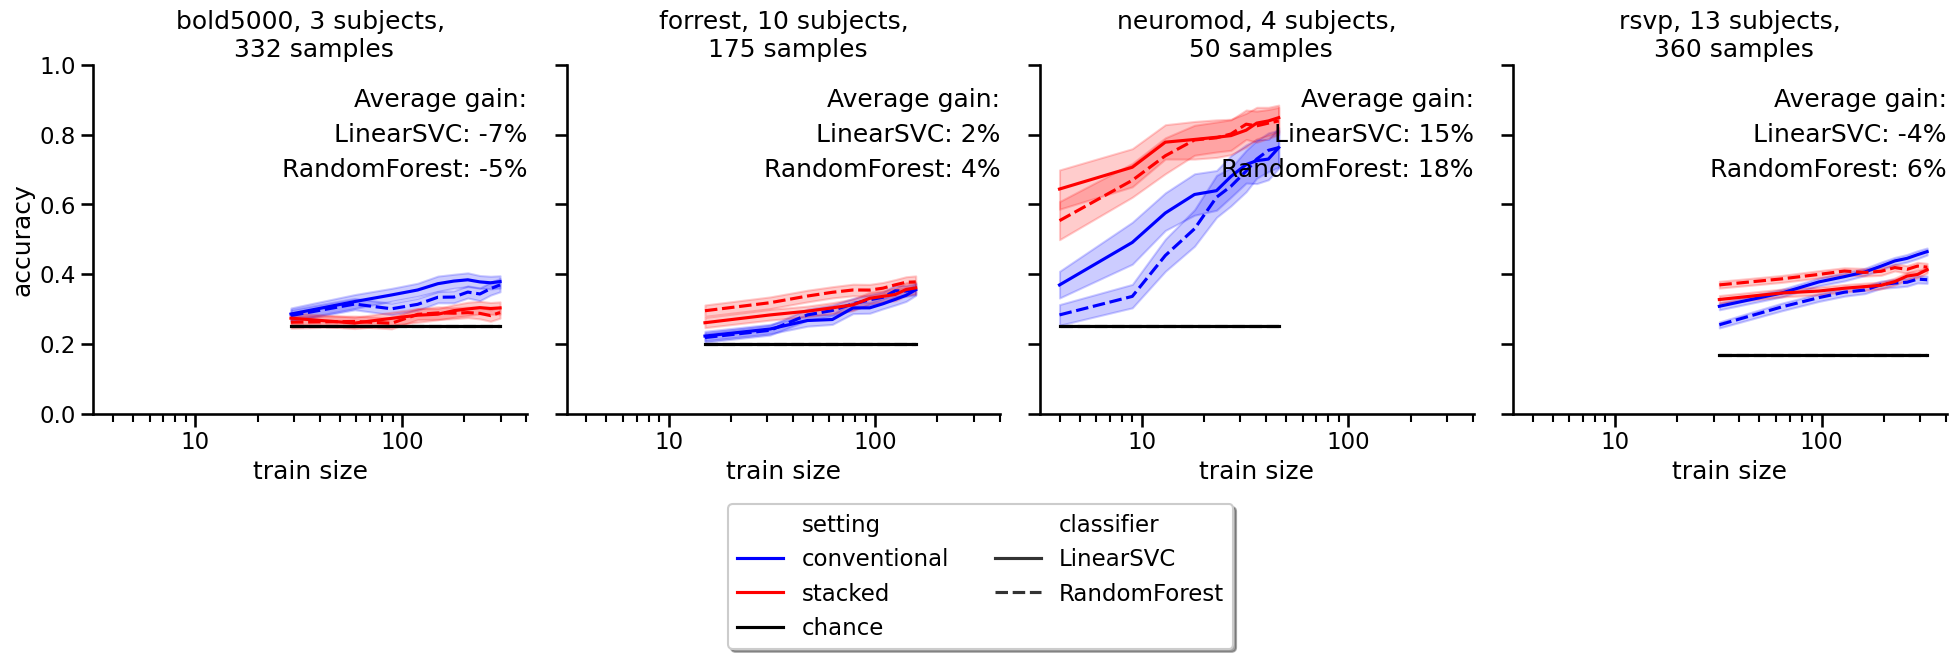 bold5000, 3 subjects,
332 samples
forrest, 10 subjects,
175 samples
neuromod, 4 subjects,
50 samples
rsvp, 13 subjects,
360 samples
accuracy
1.0
0.8
0.6
0.4
0.2
0.0
Average gain:
LinearSVC: -7%
RandomForest: -5%
Average gain:
LinearSVC: 2%
RandomForest: 4%
Average gain:
LinearSVC: 15%
RandomForest: 18%
Average gain:
LinearSVC: -4%
RandomForest: 6%
10 100
10 100
10 100
10 100
train size
train size
train size
train size
setting
conventional
stacked
chance
classifier
LinearSVC
RandomForest